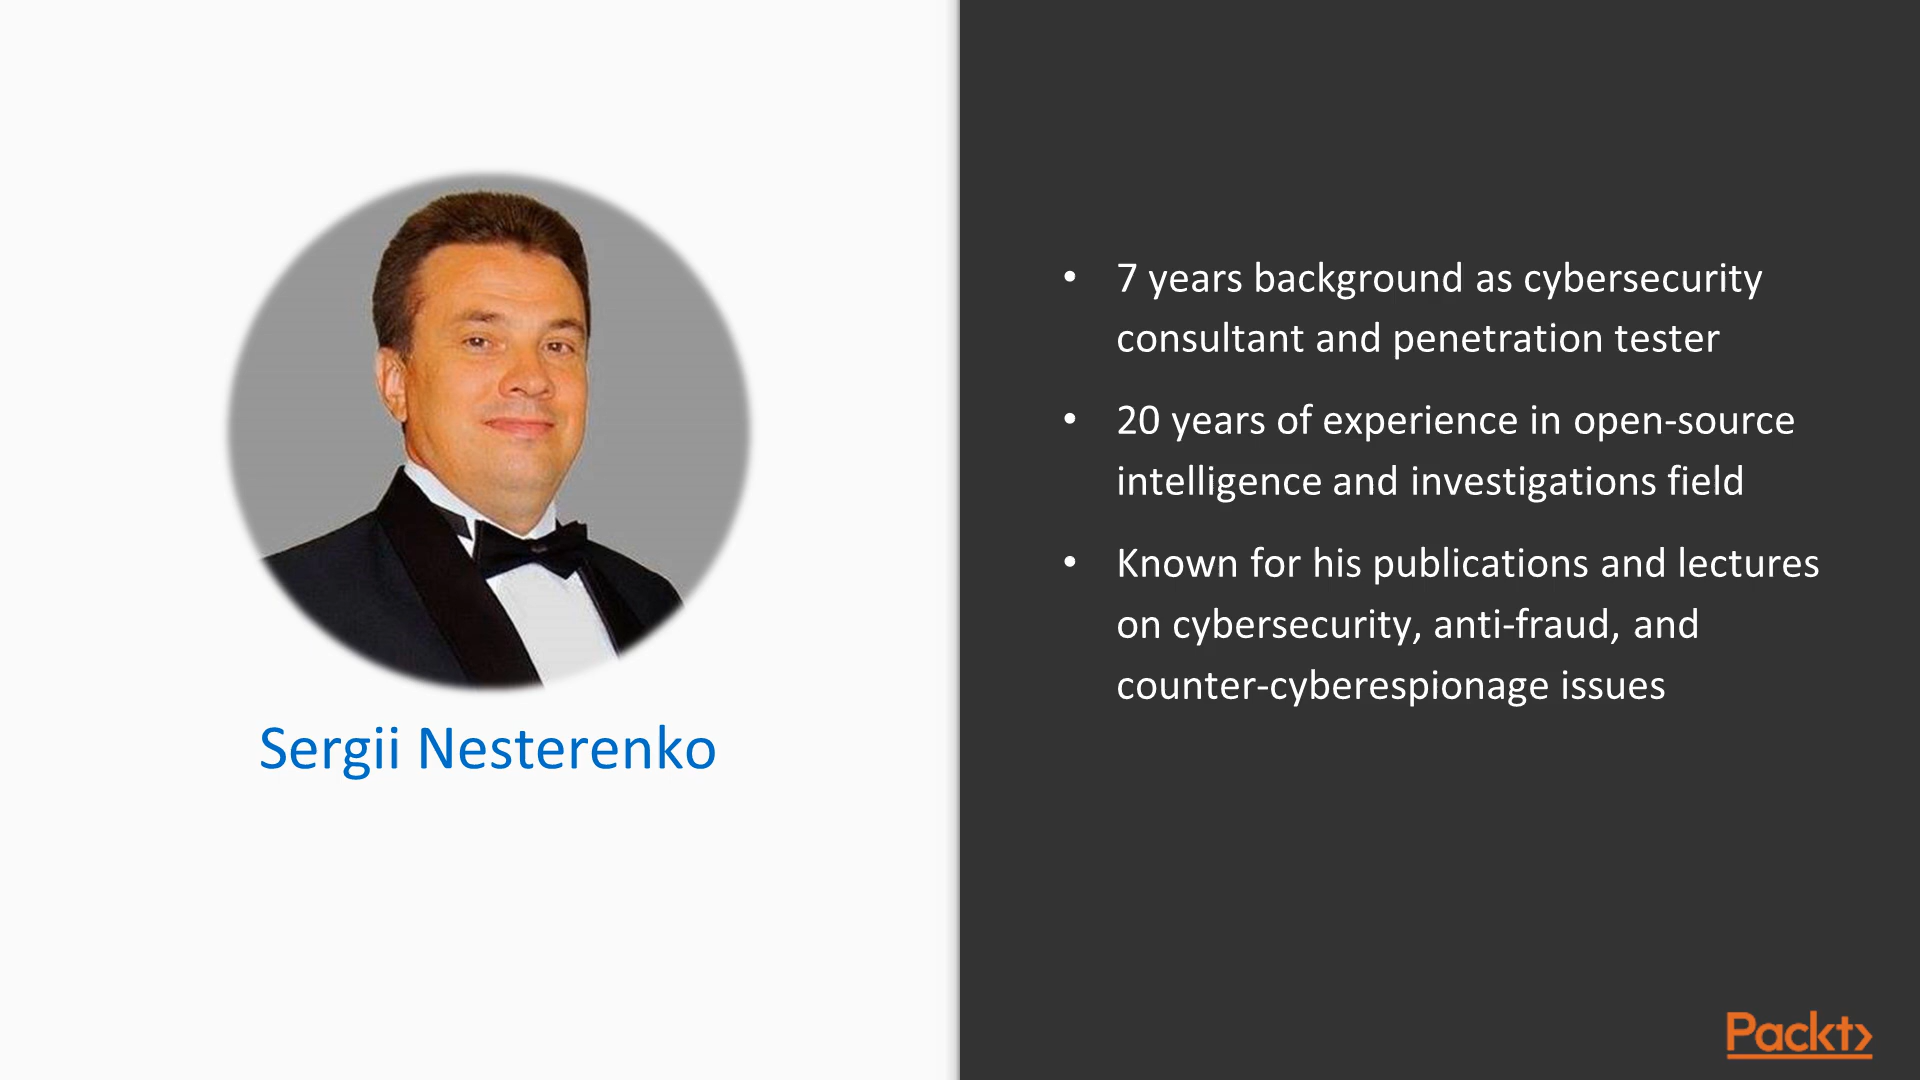 Sergii Nesterenko
• 7 years background as cybersecurity
consultant and penetration tester
• 20 years of experience in open-source
intelligence and investigations field
• Known for his publications and lectures
on cybersecurity, anti-fraud, and
counter-cyberespionage issues
Packt>